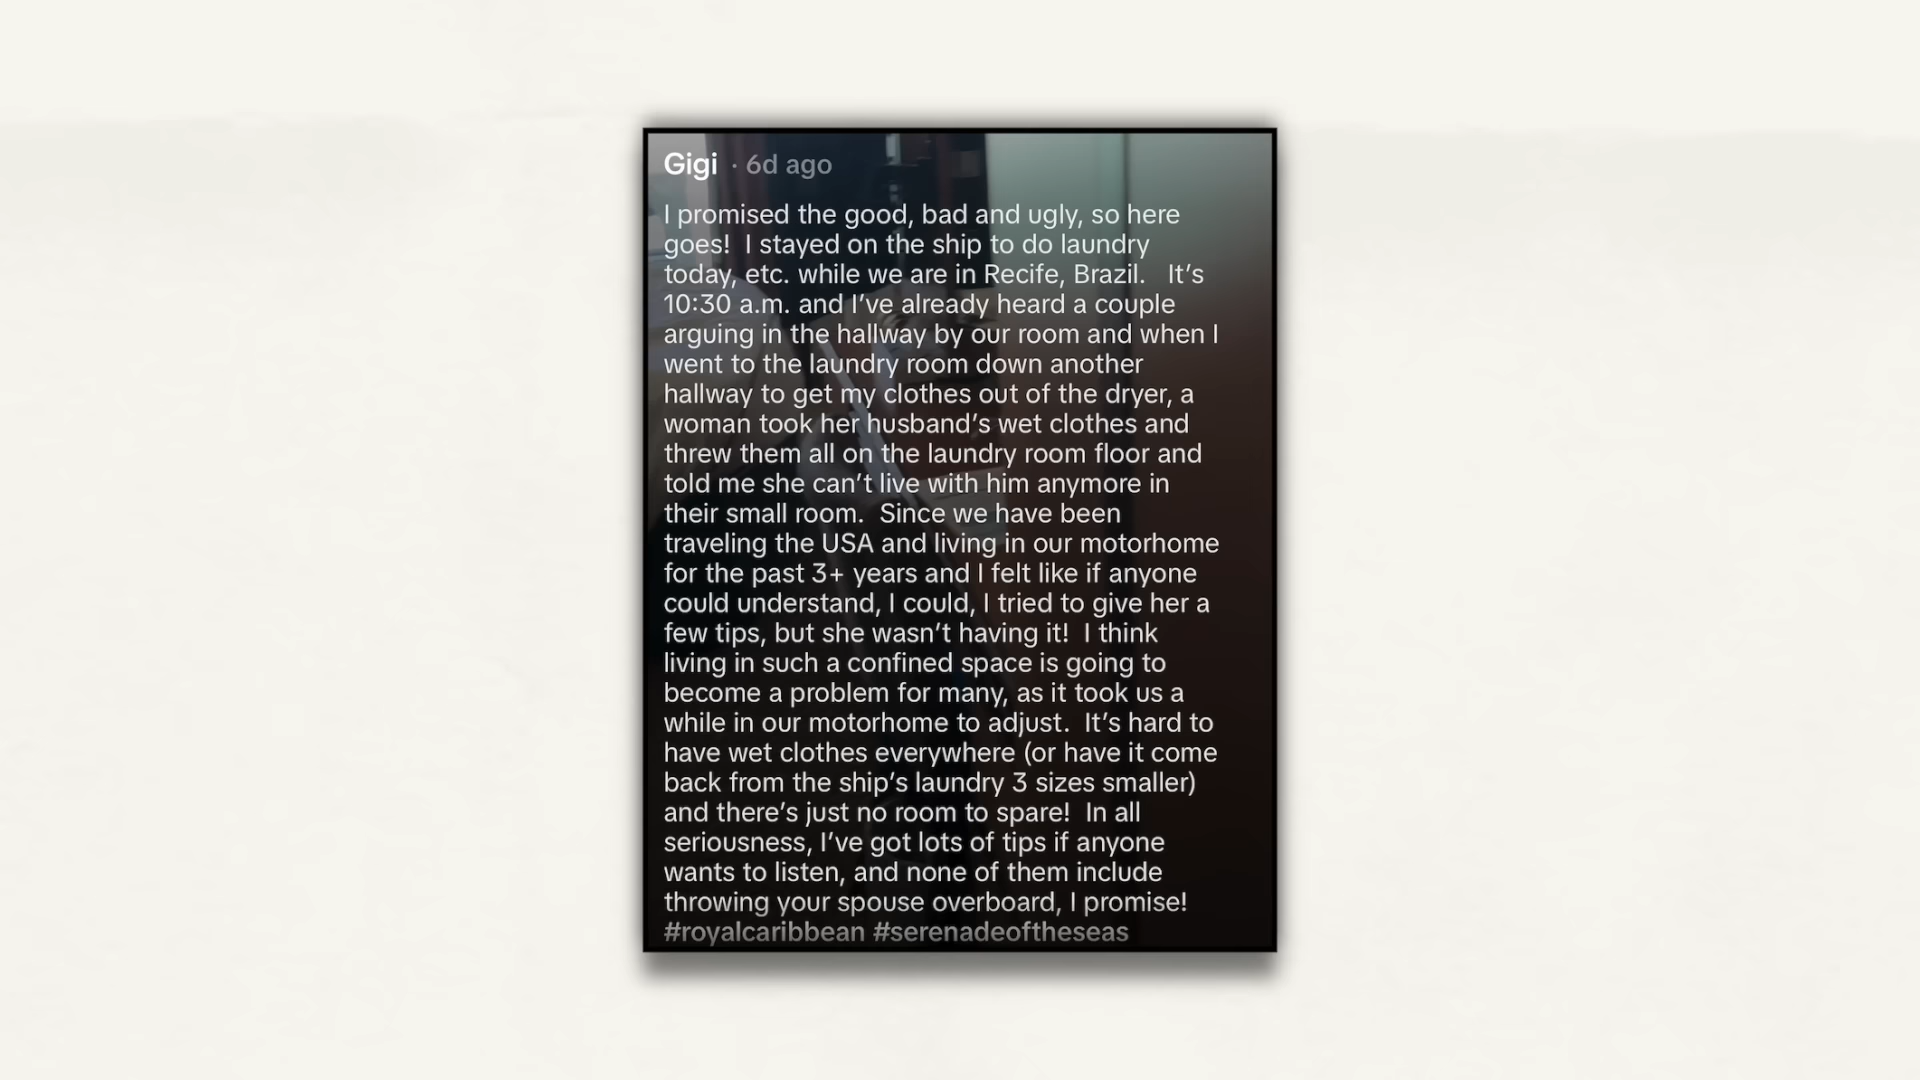 Gigi · 6d ago
I promised the good, bad and ugly, so here
goes!  I stayed on the ship to do laundry
today, etc. while we are in Recife, Brazil.   It’s
10:30 a.m. and I’ve already heard a couple
arguing in the hallway by our room and when I
went to the laundry room down another
hallway to get my clothes out of the dryer, a
woman took her husband’s wet clothes and
threw them all on the laundry room floor and
told me she can’t live with him anymore in
their small room.  Since we have been
traveling the USA and living in our motorhome
for the past 3+ years and I felt like if anyone
could understand, I could, I tried to give her a
few tips, but she wasn’t having it!  I think
living in such a confined space is going to
become a problem for many, as it took us a
while in our motorhome to adjust.  It’s hard to
have wet clothes everywhere (or have it come
back from the ship’s laundry 3 sizes smaller)
and there’s just no room to spare!  In all
seriousness, I’ve got lots of tips if anyone
wants to listen, and none of them include
throwing your spouse overboard, I promise!
#royalcaribbean #serenadeoftheseas